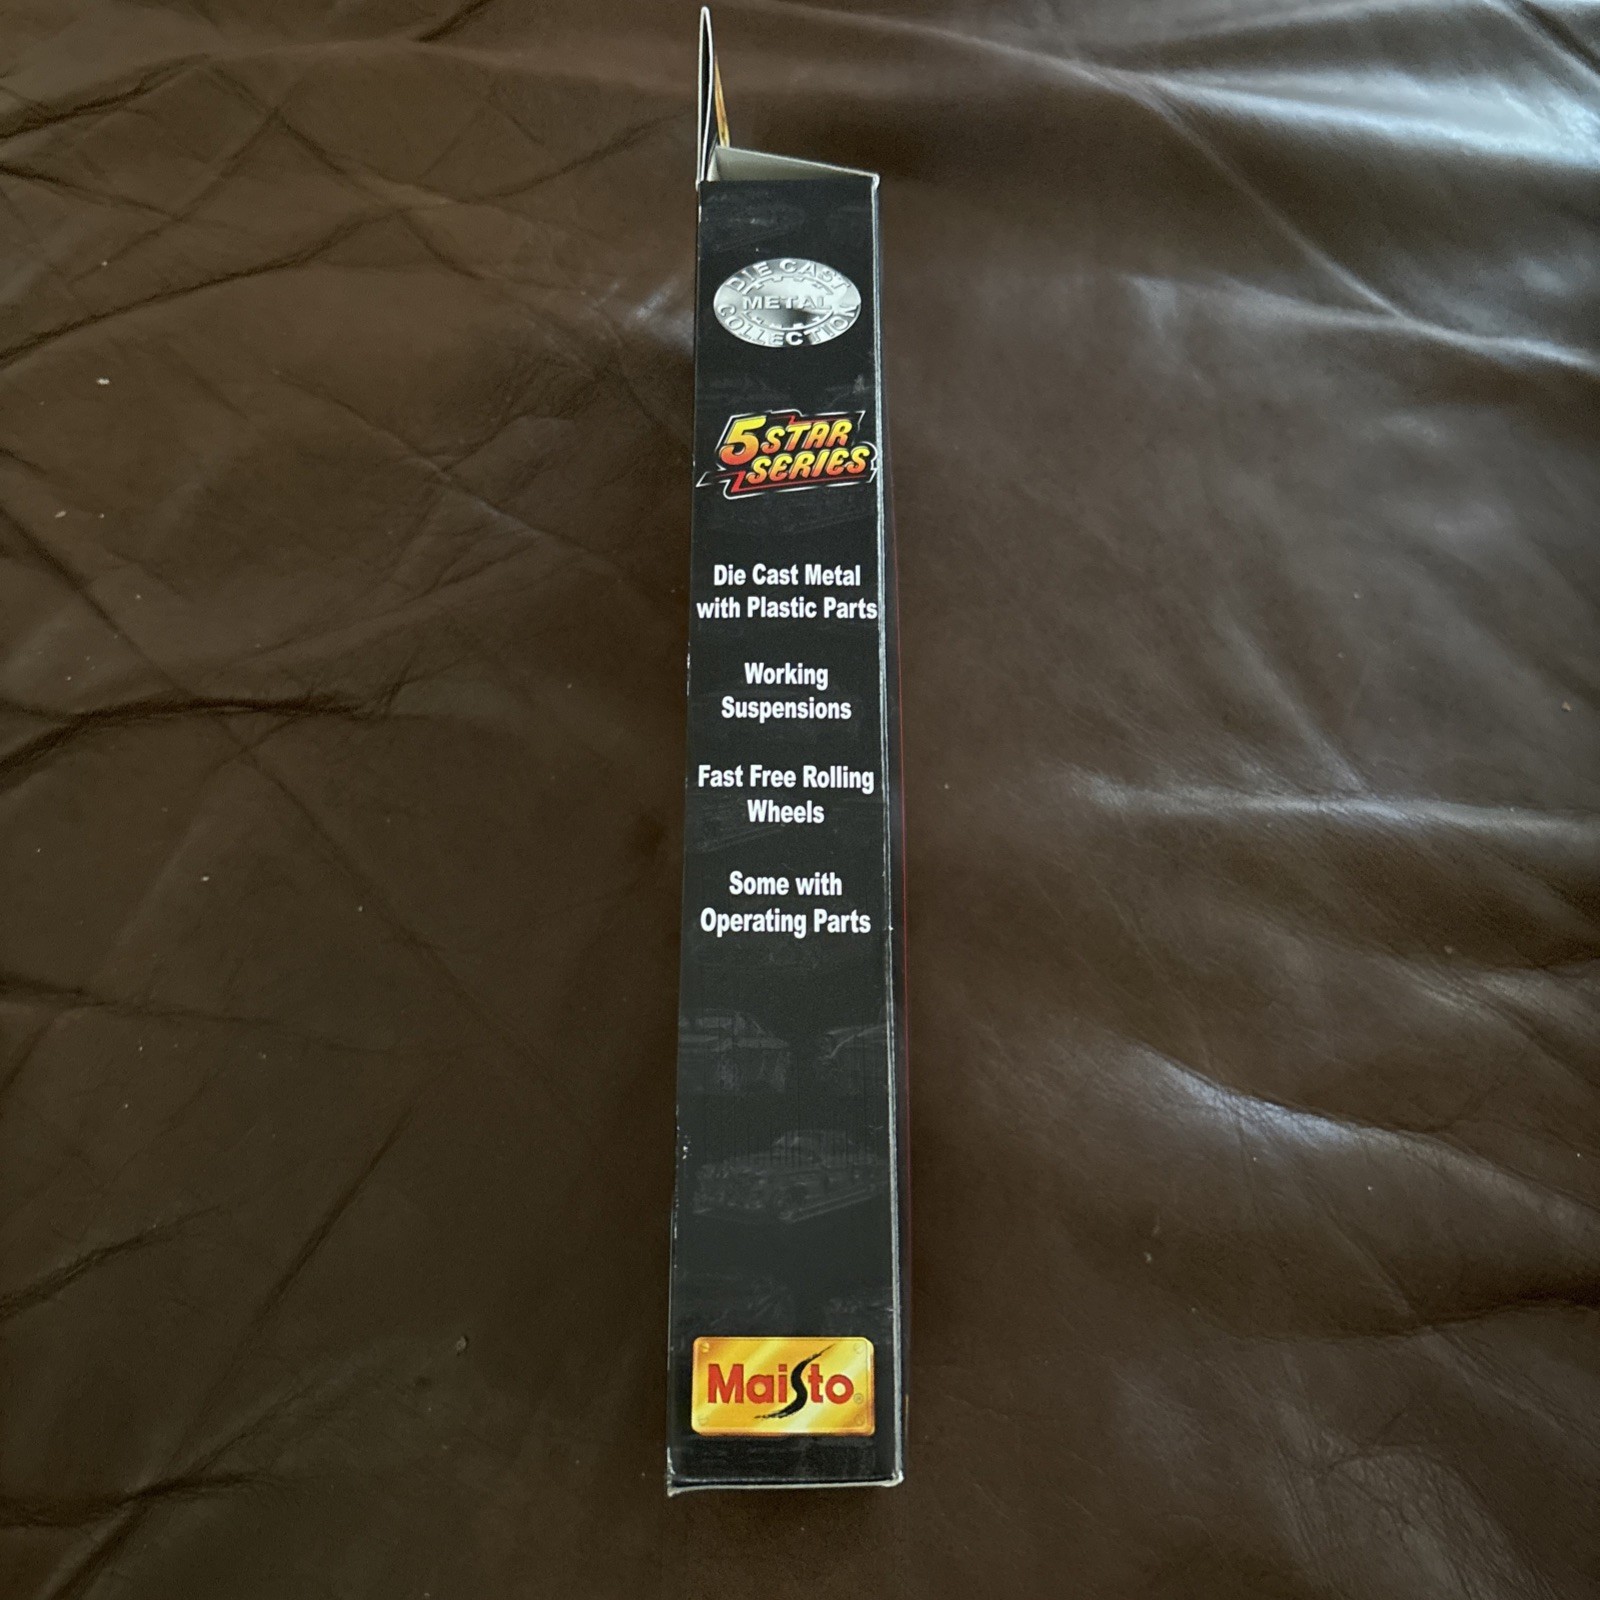 DIE CAST
METAL
COLLECTION
5 STAR
SERIES
Die Cast Metal
with Plastic Parts
Working
Suspensions
Fast Free Rolling
Wheels
Some with
Operating Parts
Maisto®